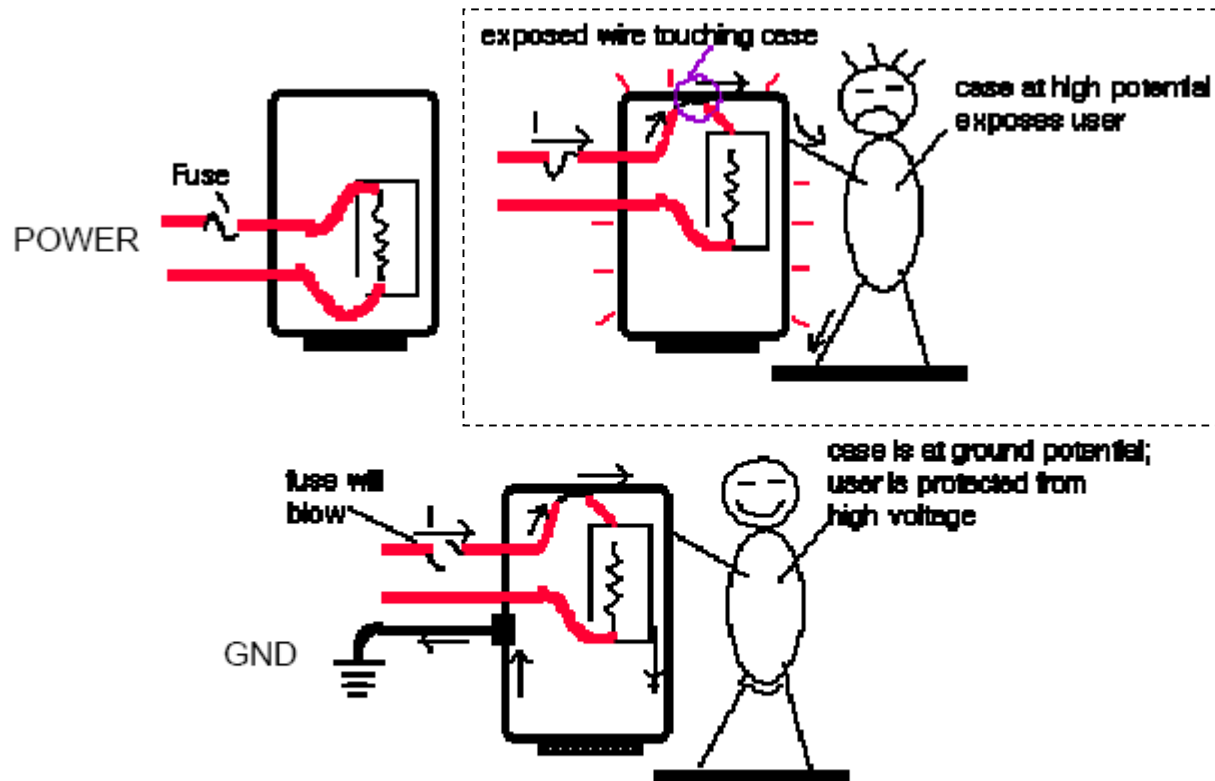 exposed wire touching case
case at high potential
exposes user
I
Fuse
POWER
case is at ground potential;
user is protected from
high voltage
fuse will
blow
I
GND